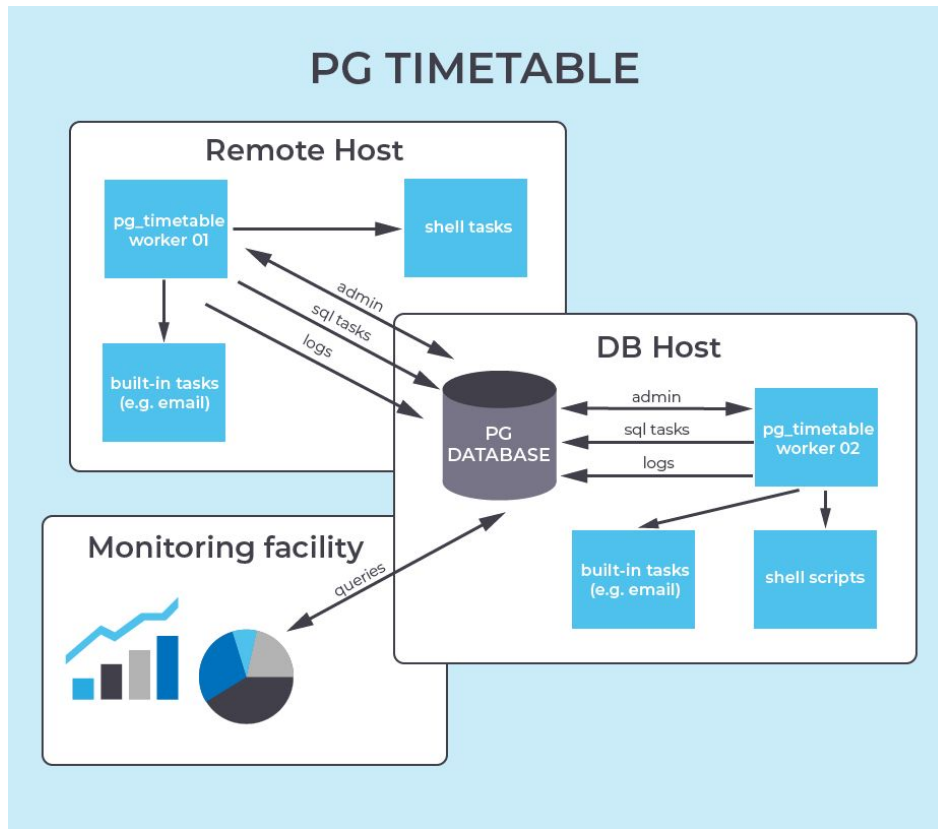 PG TIMETABLE
Remote Host
pg_timetable
worker 01
shell tasks
admin
sql tasks
logs
built-in tasks
(e.g. email)
DB Host
PG
DATABASE
admin
sql tasks
logs
pg_timetable
worker 02
built-in tasks
(e.g. email)
shell scripts
Monitoring facility
queries